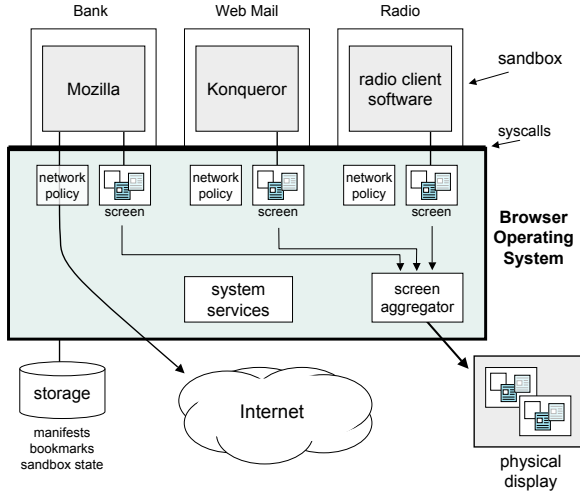 Bank
Web Mail
Radio
Mozilla
Konqueror
radio client
software
sandbox
syscalls
network
policy
screen
network
policy
screen
network
policy
screen
Browser
Operating
System
system
services
screen
aggregator
storage
Internet
manifests
bookmarks
sandbox state
physical
display